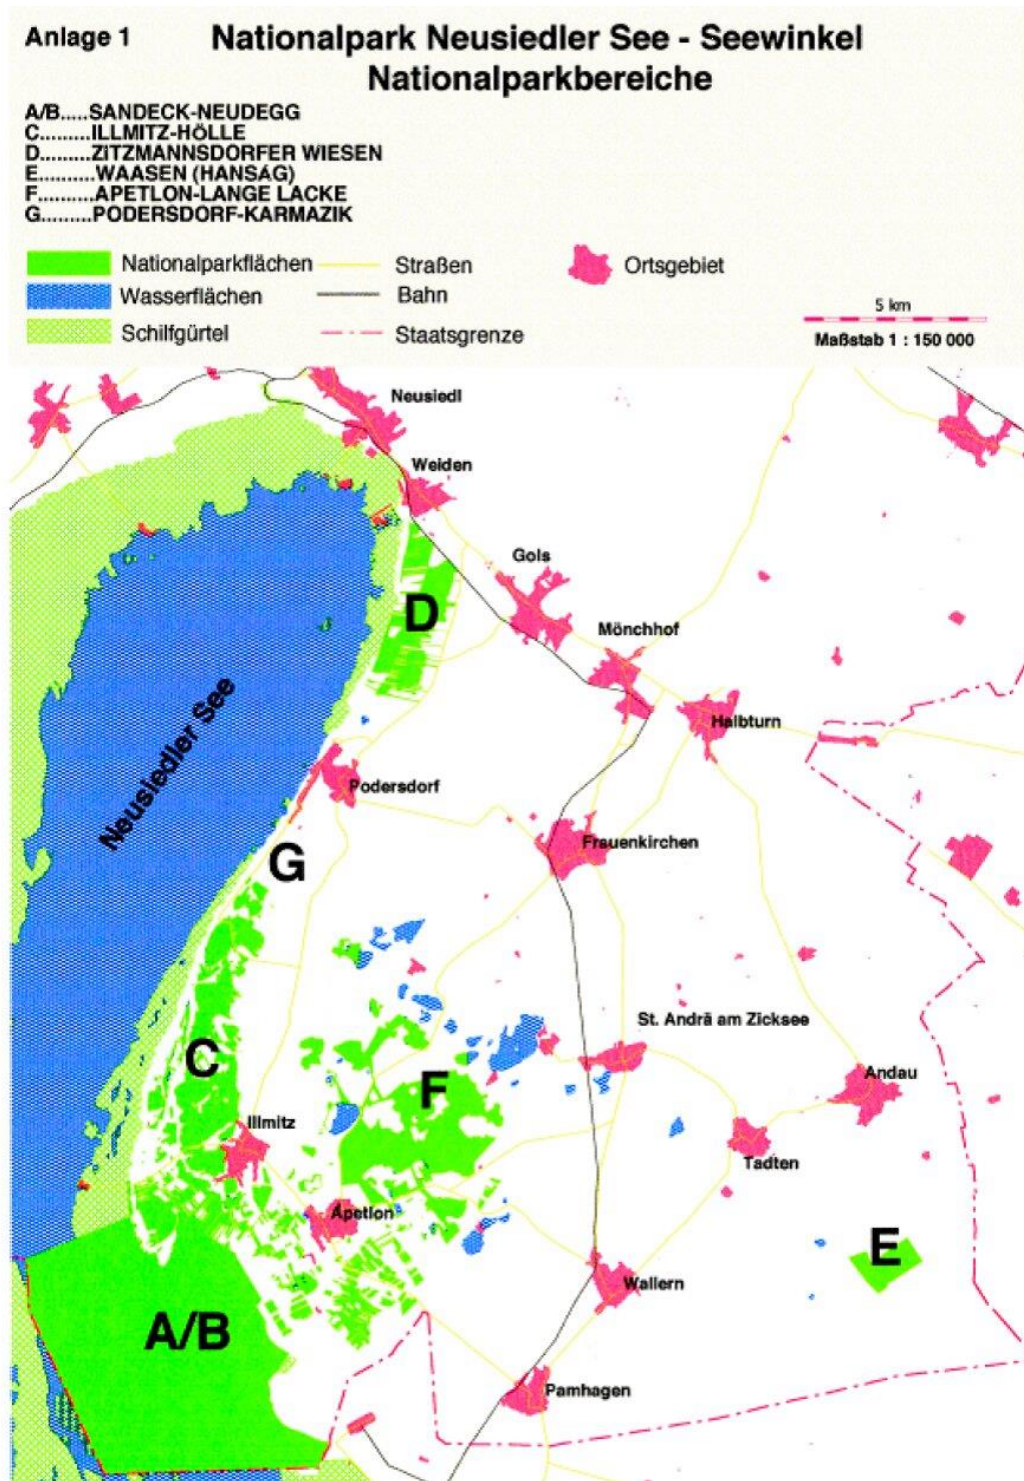 Anlage 1
Nationalpark Neusiedler See - Seewinkel
Nationalparkbereiche
A/B.....SANDECK-NEUDEGG
C.........ILLMITZ-HÖLLE
D.........ZiTZMANNSDORFER WIESEN
E..........WAASEN (HANSÁG)
F..........APETLON-LANGE LACKE
G.........PODERSDORF-KARMAZIK
Nationalparkflächen
Straßen
Ortsgebiet
Wasserflächen
Bahn
Schilfgürtel
Staatsgrenze
5 km
Maßstab 1 : 150 000
Neusiedl
Weiden
Gols
D
Mönchhof
Neusiedler See
Halbturn
Podersdorf
Frauenkirchen
G
St. Andrä am Zicksee
C
F
Andau
Illmitz
Tadten
Apetlon
E
Wallern
A/B
Pamhagen